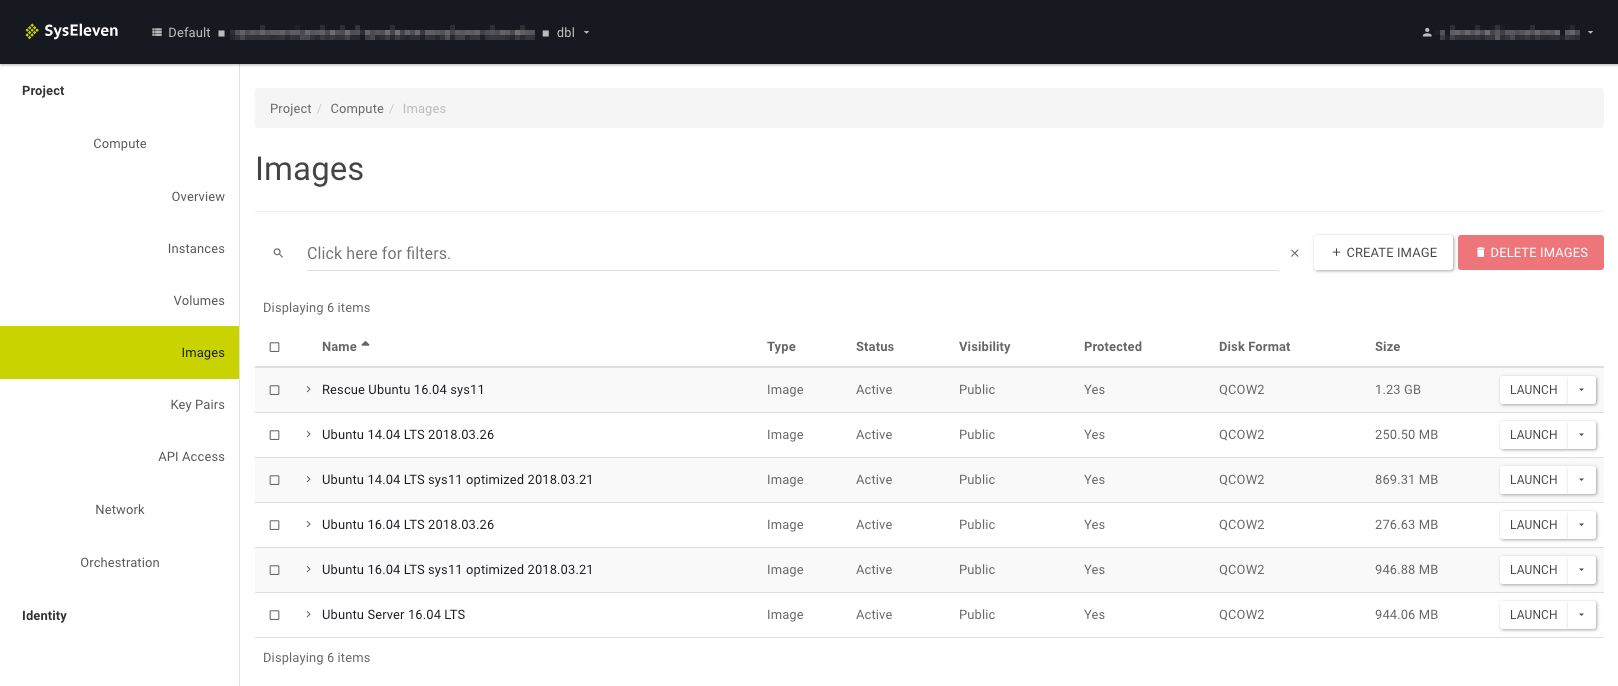 SysEleven Default dbl
Project
Compute
Overview
Instances
Volumes
Images
Key Pairs
API Access
Network
Orchestration
Identity
Project / Compute / Images
Images
Click here for filters.
+ CREATE IMAGE
DELETE IMAGES
Displaying 6 items
Name Type Status Visibility Protected Disk Format Size
Rescue Ubuntu 16.04 sys11 Image Active Public Yes QCOW2 1.23 GB LAUNCH
Ubuntu 14.04 LTS 2018.03.26 Image Active Public Yes QCOW2 250.50 MB LAUNCH
Ubuntu 14.04 LTS sys11 optimized 2018.03.21 Image Active Public Yes QCOW2 869.31 MB LAUNCH
Ubuntu 16.04 LTS 2018.03.26 Image Active Public Yes QCOW2 276.63 MB LAUNCH
Ubuntu 16.04 LTS sys11 optimized 2018.03.21 Image Active Public Yes QCOW2 946.88 MB LAUNCH
Ubuntu Server 16.04 LTS Image Active Public Yes QCOW2 944.06 MB LAUNCH
Displaying 6 items